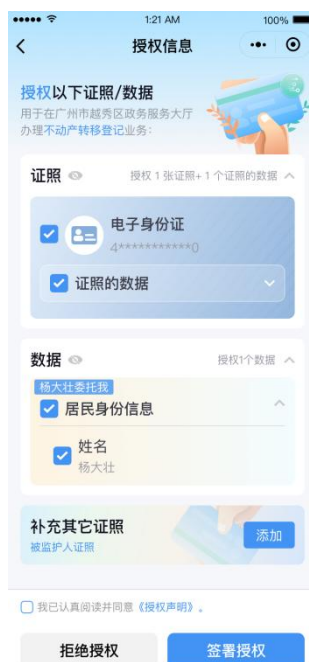 1:21 AM
100%
授权信息
授权以下证照/数据
用于在广州市越秀区政务服务大厅
办理不动产转移登记业务：
证照
授权 1 张证照+ 1 个证照的数据
电子身份证
4***********0
证照的数据
数据
授权1个数据
杨大壮委托我
居民身份信息
姓名
杨大壮
补充其它证照
被监护人证照
添加
我已认真阅读并同意《授权声明》。
拒绝授权
签署授权